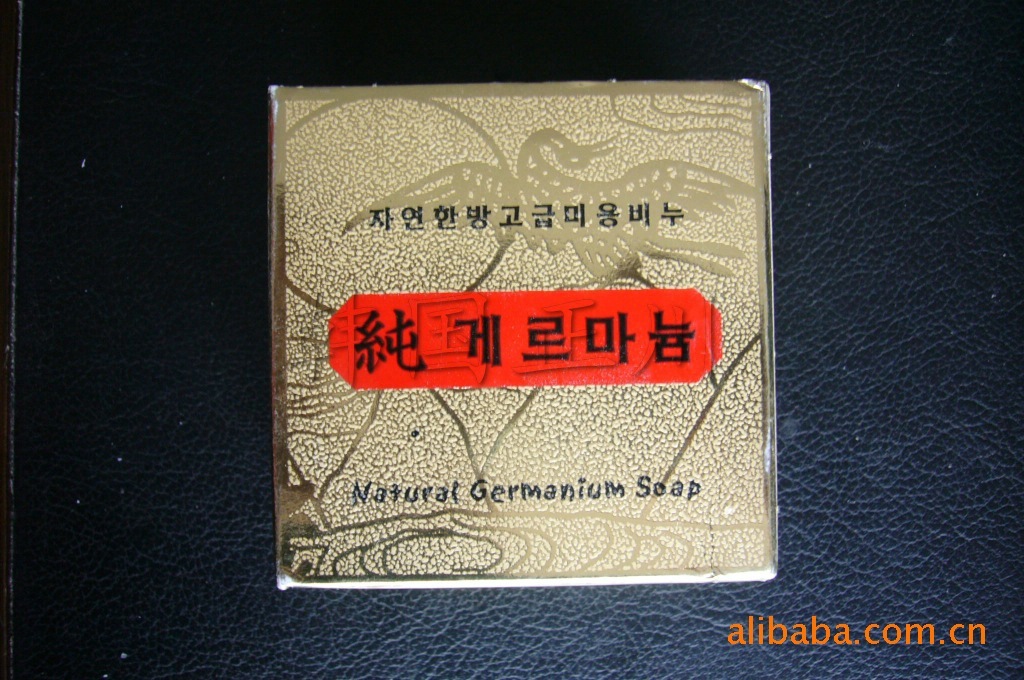 자연한방고급미용비누
純 게르마늄
Natural Germanium Soap
alibaba.com.cn